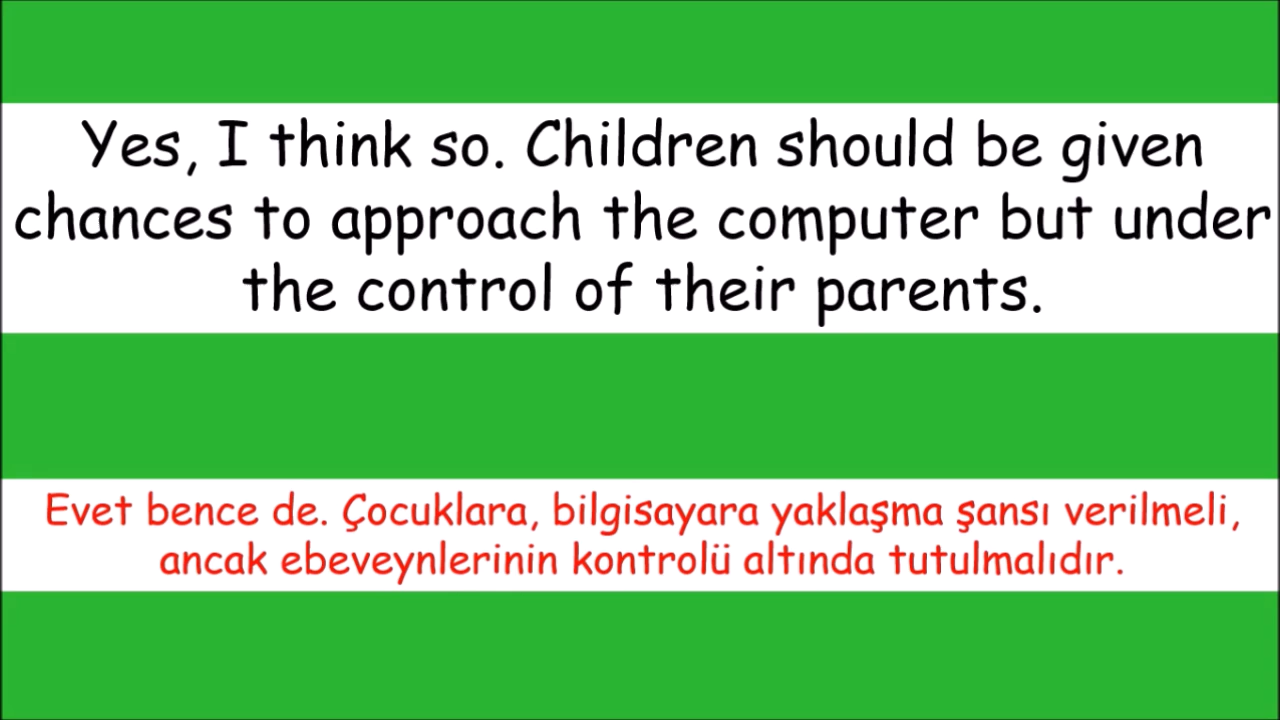 Yes, I think so. Children should be given
chances to approach the computer but under
the control of their parents.
Evet bence de. Çocuklara, bilgisayara yaklaşma şansı verilmeli,
ancak ebeveynlerinin kontrolü altında tutulmalıdır.